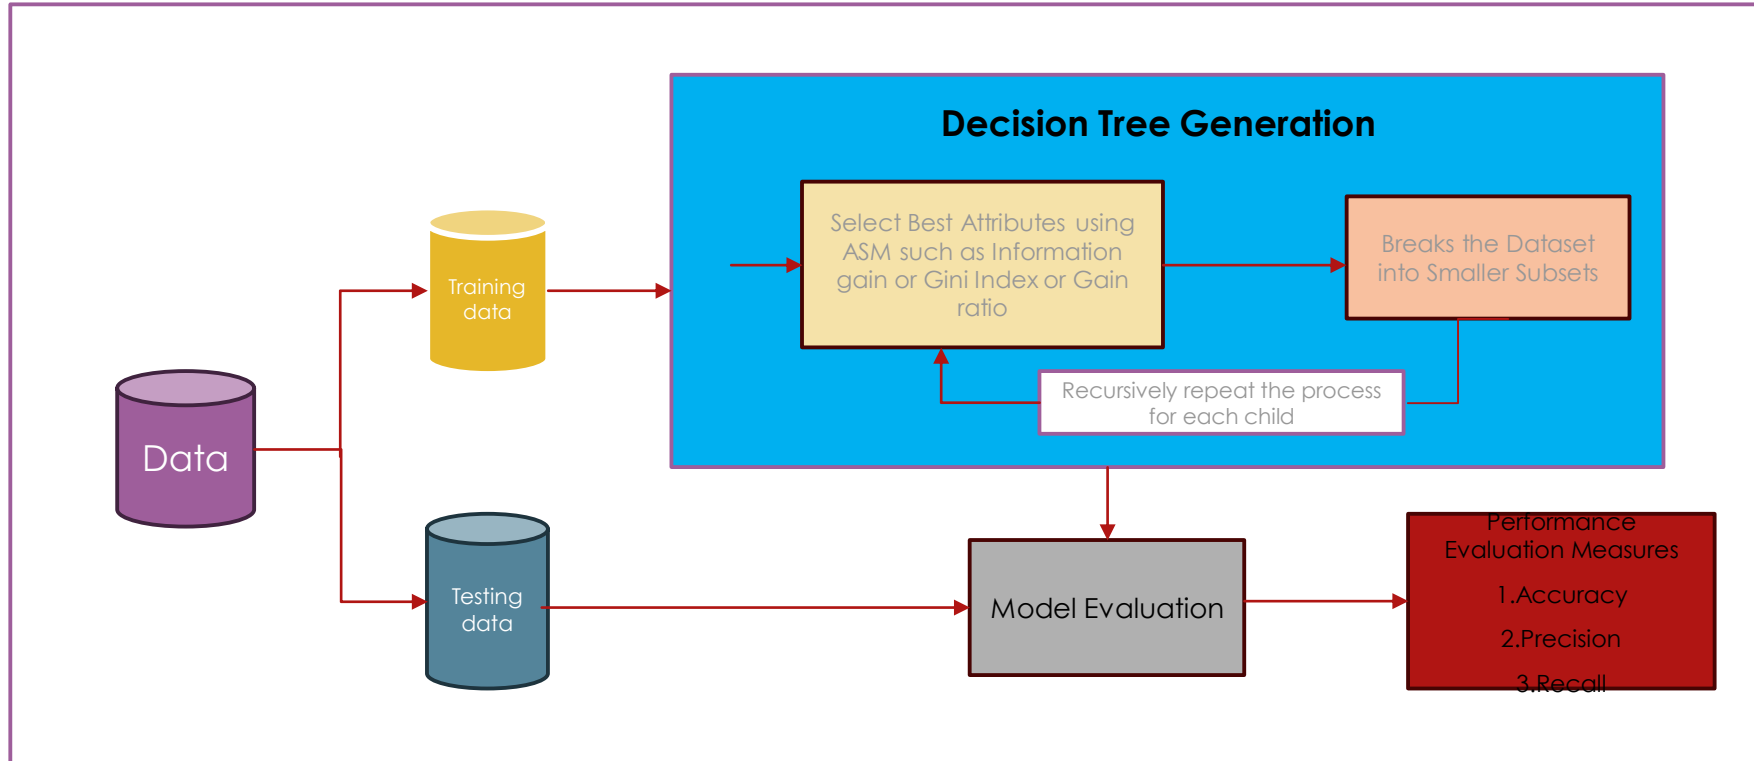 Decision Tree Generation
Select Best Attributes using
ASM such as Information
gain or Gini Index or Gain
ratio
Breaks the Dataset
into Smaller Subsets
Recursively repeat the process
for each child
Training
data
Data
Testing
data
Model Evaluation
Performance
Evaluation Measures
1.Accuracy
2.Precision
3.Recall